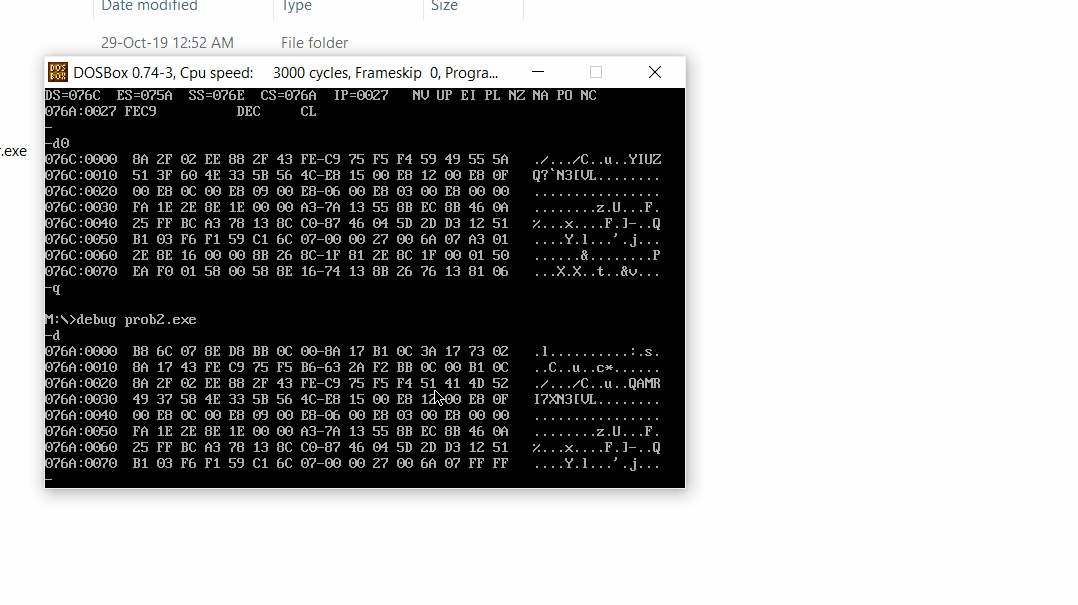 Date modified Type Size
29-Oct-19 12:52 AM File folder
r.exe
DOSBox 0.74-3, Cpu speed: 3000 cycles, Frameskip 0, Progra...
DS=076C ES=075A SS=076E CS=076A IP=0027 NV UP EI PL NZ NA PO NC
076A:0027 FEC9 DEC CL
-
-d0
076C:0000 8A 2F 02 EE 88 2F 43 FE-C9 75 F5 F4 59 49 55 5A ./.../C..u..YIUZ
076C:0010 51 3F 60 4E 33 5B 56 4C-E8 15 00 E8 12 00 E8 0F Q?`N3[VL........
076C:0020 00 E8 0C 00 E8 09 00 E8-06 00 E8 03 00 E8 00 00 ................
076C:0030 FA 1E 2E 8E 1E 00 00 A3-7A 13 55 8B EC 8B 46 0A ........z.U...F.
076C:0040 25 FF BC A3 78 13 8C C0-87 46 04 5D 2D D3 12 51 %...x....F.]-..Q
076C:0050 B1 03 F6 F1 59 C1 6C 07-00 00 27 00 6A 07 A3 01 ....Y.l...'.j...
076C:0060 2E 8E 16 00 00 8B 26 8C-1F 81 2E 8C 1F 00 01 50 ......&........P
076C:0070 EA F0 01 58 00 58 8E 16-74 13 8B 26 76 13 81 06 ...X.X..t..&v...
-q
M:\>debug prob2.exe
-d
076A:0000 B8 6C 07 8E D8 BB 0C 00-8A 17 B1 0C 3A 17 73 02 .l..........:.s.
076A:0010 8A 17 43 FE C9 75 F5 B6-63 2A F2 BB 0C 00 B1 0C ..C..u..c*......
076A:0020 8A 2F 02 EE 88 2F 43 FE-C9 75 F5 F4 51 41 4D 52 ./.../C..u..QAMR
076A:0030 49 37 58 4E 33 5B 56 4C-E8 15 00 E8 12 00 E8 0F I7XN3[VL........
076A:0040 00 E8 0C 00 E8 09 00 E8-06 00 E8 03 00 E8 00 00 ................
076A:0050 FA 1E 2E 8E 1E 00 00 A3-7A 13 55 8B EC 8B 46 0A ........z.U...F.
076A:0060 25 FF BC A3 78 13 8C C0-87 46 04 5D 2D D3 12 51 %...x....F.]-..Q
076A:0070 B1 03 F6 F1 59 C1 6C 07-00 00 27 00 6A 07 FF FF ....Y.l...'.j...
-